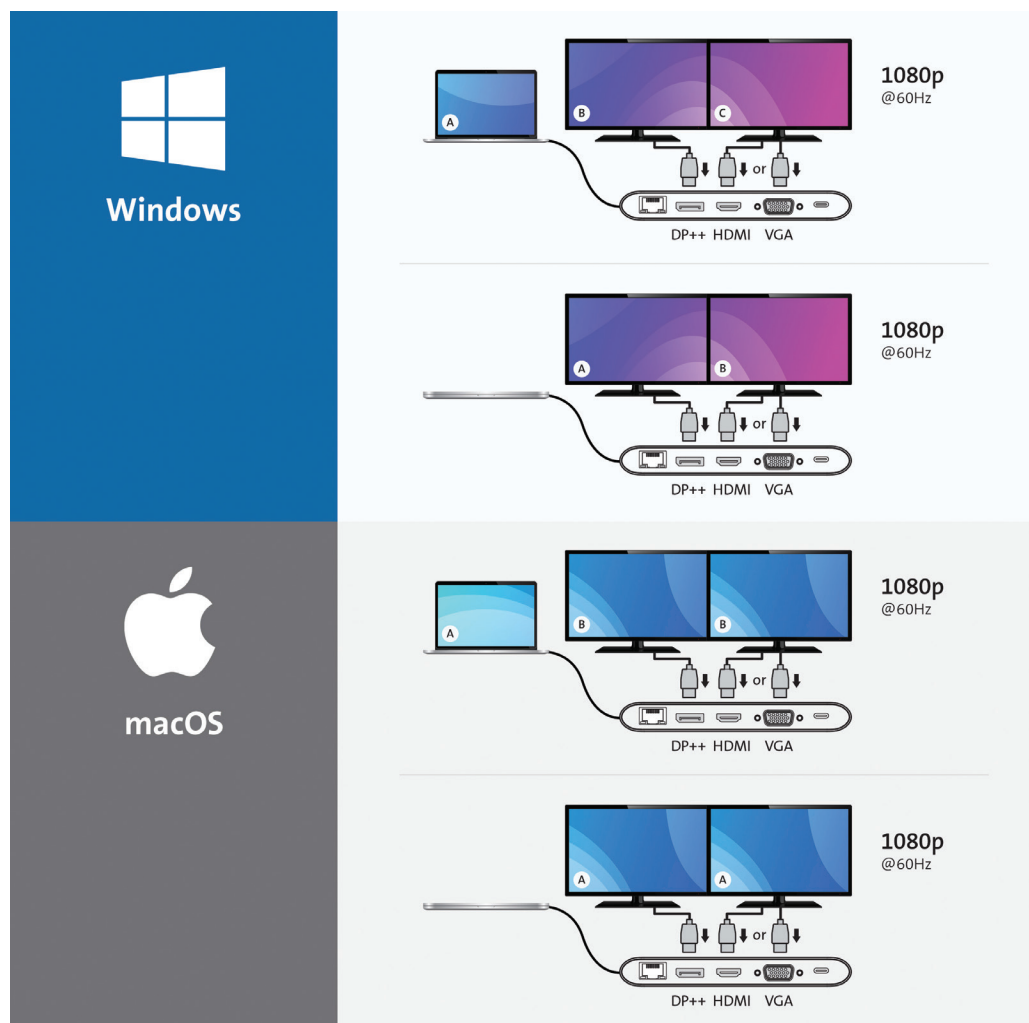 Windows
A
B
C
1080p
@60Hz
or
DP++ HDMI VGA
A
B
1080p
@60Hz
or
DP++ HDMI VGA
macOS
A
B
B
1080p
@60Hz
or
DP++ HDMI VGA
A
A
1080p
@60Hz
or
DP++ HDMI VGA